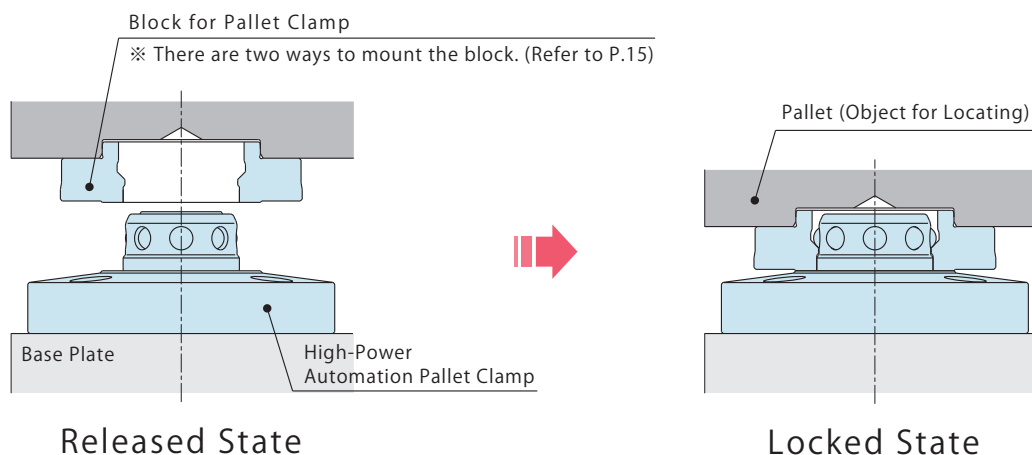 Block for Pallet Clamp
※ There are two ways to mount the block. (Refer to P.15)
Pallet (Object for Locating)
Base Plate
High-Power
Automation Pallet Clamp
Released State
Locked State